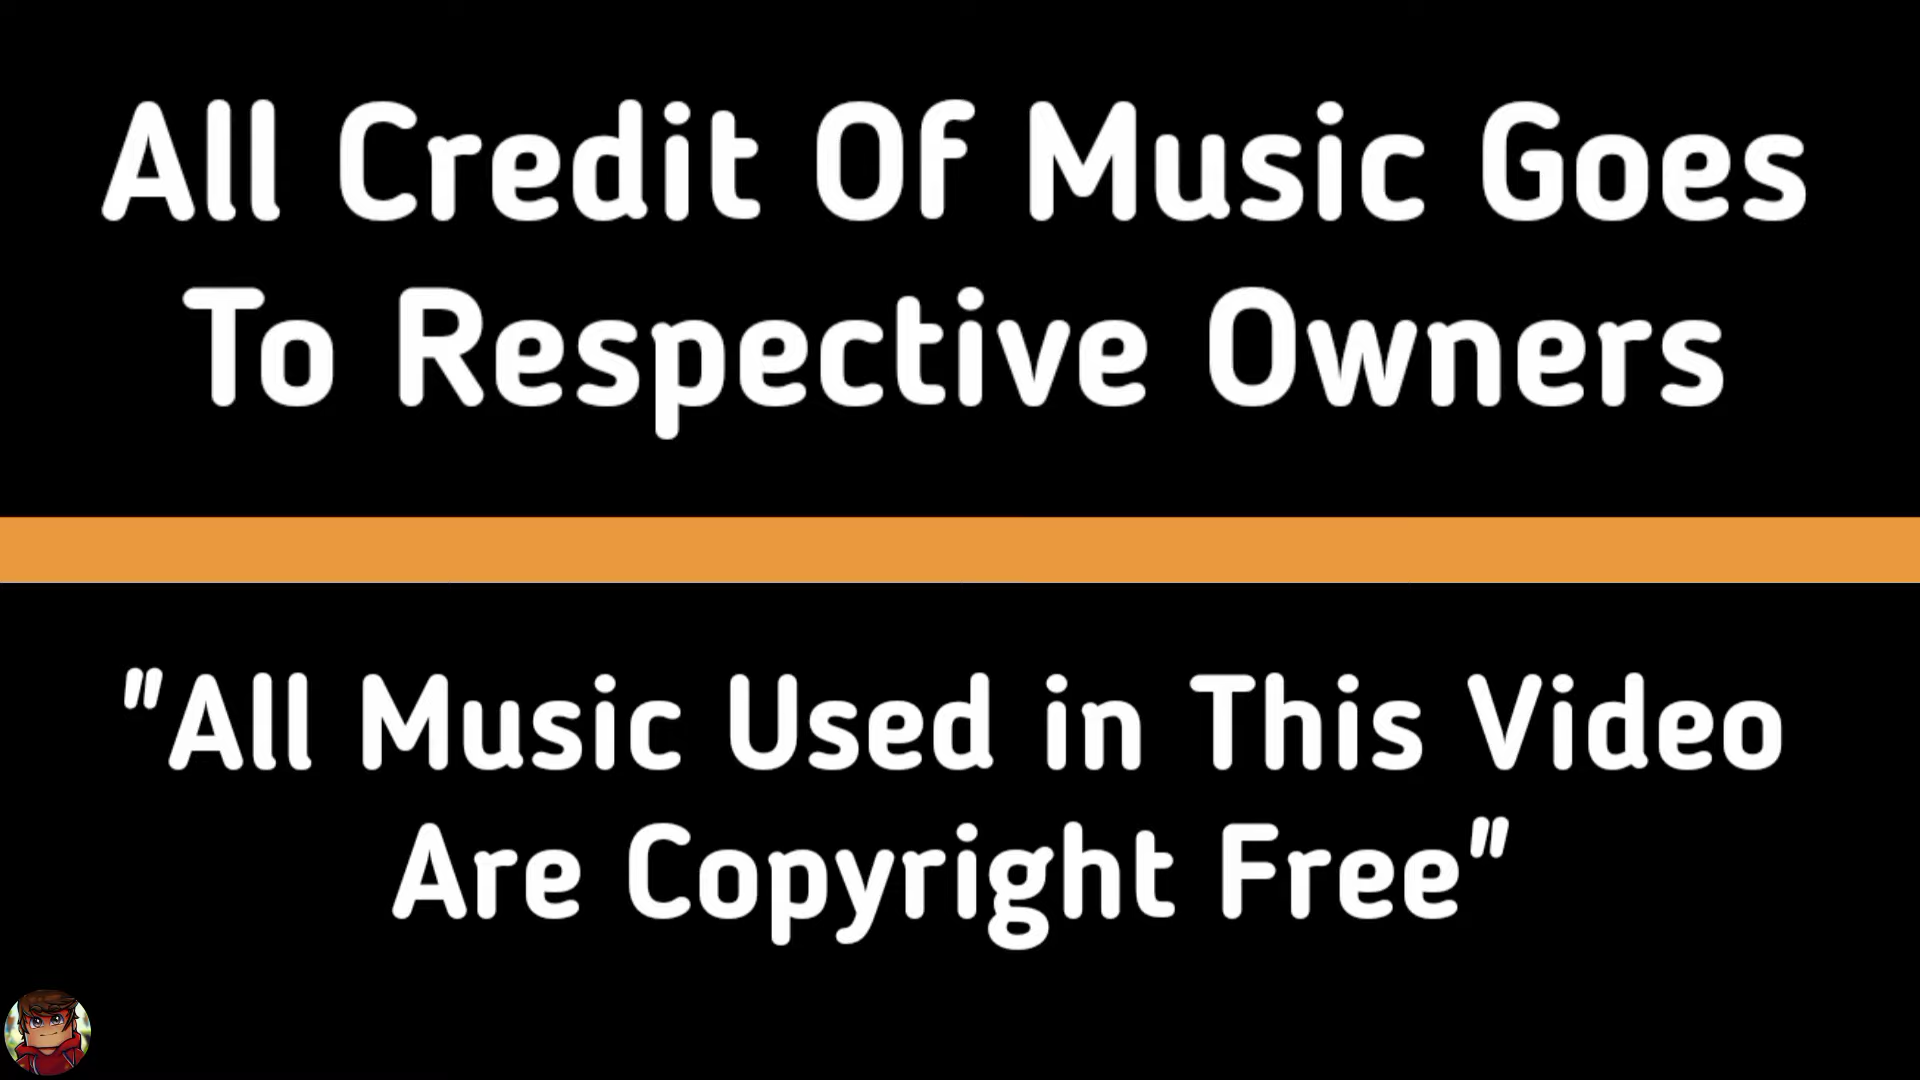 All Credit Of Music Goes
To Respective Owners
"All Music Used in This Video
Are Copyright Free"